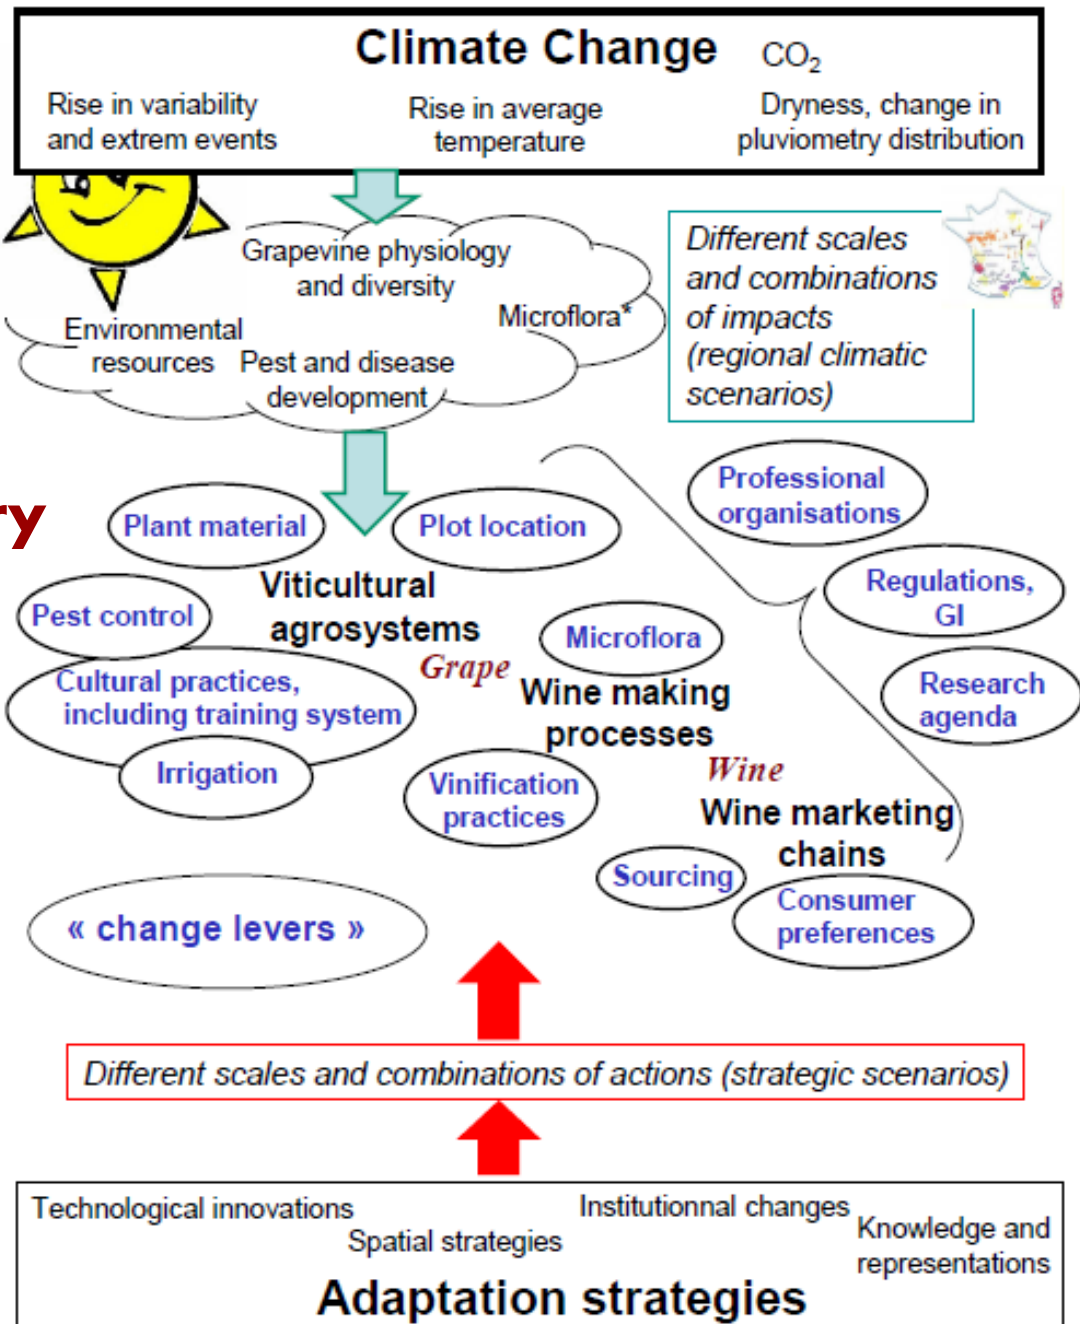 Climate Change CO₂
Rise in variability
and extrem events
Rise in average
temperature
Dryness, change in
pluviometry distribution
Grapevine physiology
and diversity
Microflora*
Environmental
resources
Pest and disease
development
Different scales
and combinations
of impacts
(regional climatic
scenarios)
ry
Plant material
Plot location
Professional
organisations
Viticultural
agrosystems
Pest control
Regulations,
GI
Microflora
Grape
Cultural practices,
including training system
Wine making
processes
Research
agenda
Irrigation
Vinification
practices
Wine
Wine marketing
chains
Sourcing
Consumer
preferences
« change levers »
Different scales and combinations of actions (strategic scenarios)
Technological innovations
Institutionnal changes
Spatial strategies
Knowledge and
representations
Adaptation strategies